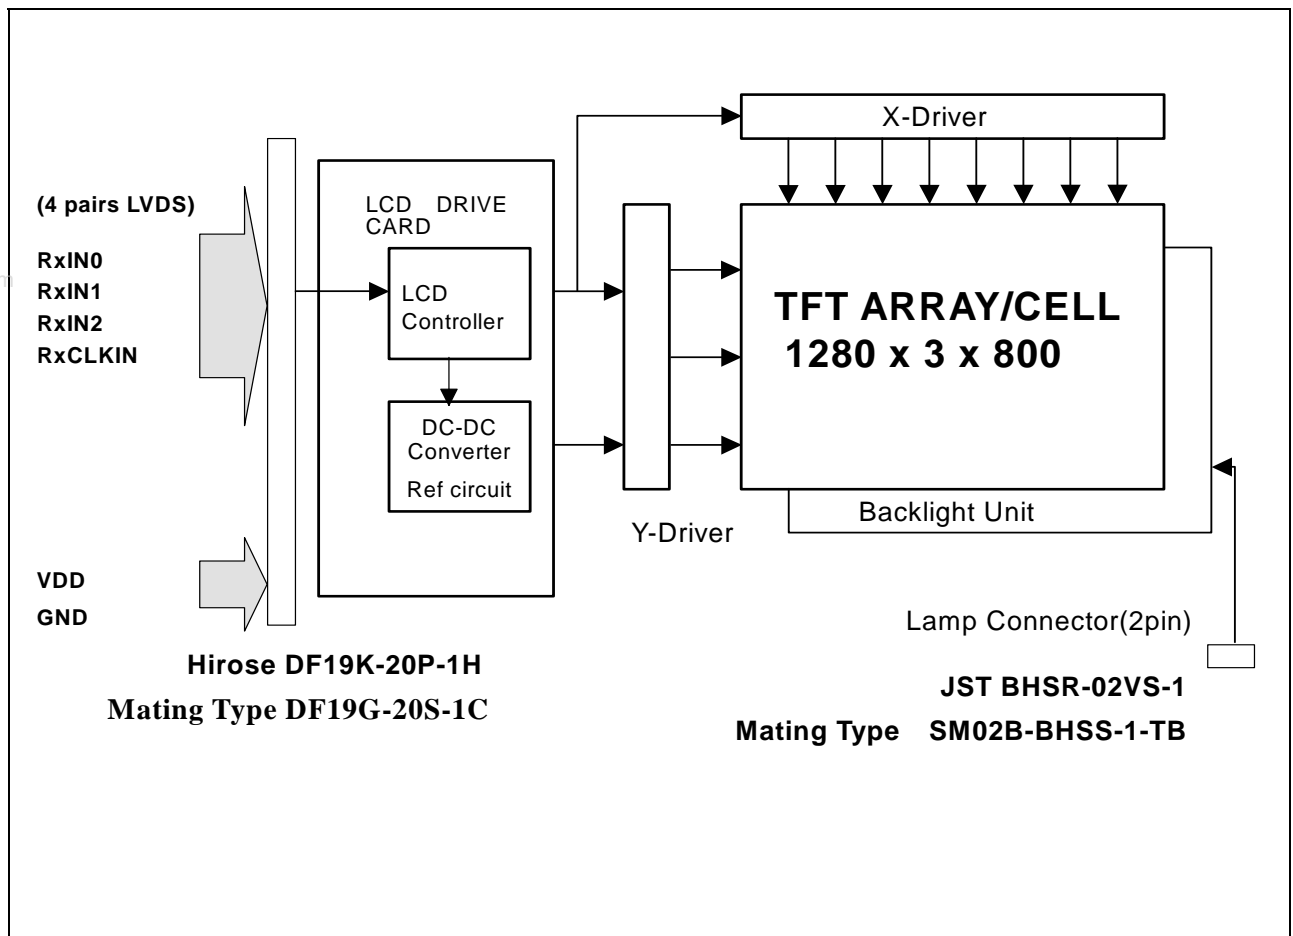 X-Driver
(4 pairs LVDS)
RxIN0
RxIN1
RxIN2
RxCLKIN
LCD DRIVE
CARD
LCD
Controller
DC-DC
Converter
Ref circuit
TFT ARRAY/CELL
1280 x 3 x 800
Backlight Unit
Y-Driver
VDD
GND
Hirose DF19K-20P-1H
Mating Type DF19G-20S-1C
Lamp Connector(2pin)
JST BHSR-02VS-1
Mating Type SM02B-BHSS-1-TB